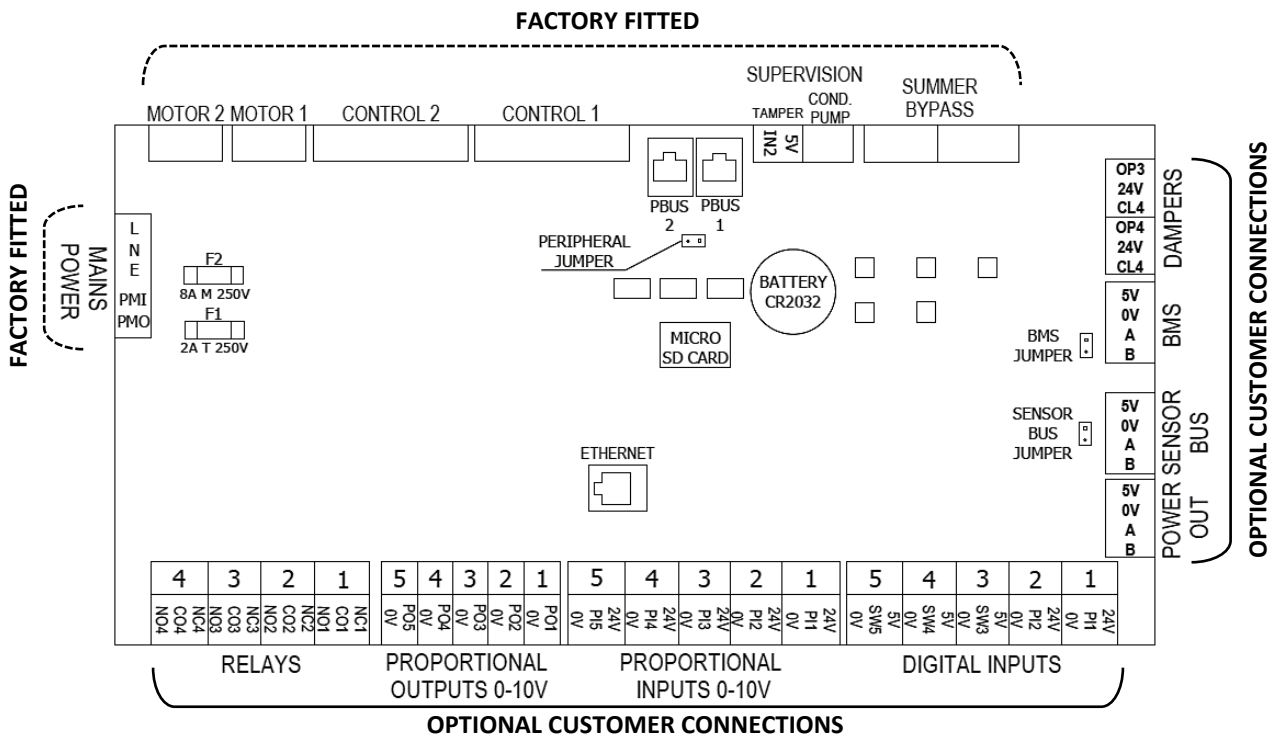 FACTORY FITTED
SUPERVISION
SUMMER
BYPASS
MOTOR 2
MOTOR 1
CONTROL 2
CONTROL 1
TAMPER
COND.
PUMP
IN2
5V
PBUS
2
PBUS
1
PERIPHERAL
JUMPER
FACTORY FITTED
MAINS
POWER
L
N
E
PMI
PMO
F2
8A M 250V
F1
2A T 250V
BATTERY
CR2032
MICRO
SD CARD
ETHERNET
BMS
JUMPER
SENSOR
BUS
JUMPER
OP3
24V
CL4
OP4
24V
CL4
DAMPERS
5V
0V
A
B
BMS
5V
0V
A
B
SENSOR
BUS
5V
0V
A
B
POWER
OUT
OPTIONAL CUSTOMER CONNECTIONS
4
3
2
1
NO4
CO4
NC4
NO3
CO3
NC3
NO2
CO2
NC2
NO1
CO1
NC1
RELAYS
5
4
3
2
1
0V
PO5
0V
PO4
0V
PO3
0V
PO2
0V
PO1
PROPORTIONAL
OUTPUTS 0-10V
5
4
3
2
1
0V
PI5
24V
0V
PI4
24V
0V
PI3
24V
0V
PI2
24V
0V
PI1
24V
PROPORTIONAL
INPUTS 0-10V
5
4
3
2
1
0V
SW5
5V
0V
SW4
5V
0V
SW3
5V
0V
PI2
24V
0V
PI1
24V
DIGITAL INPUTS
OPTIONAL CUSTOMER CONNECTIONS